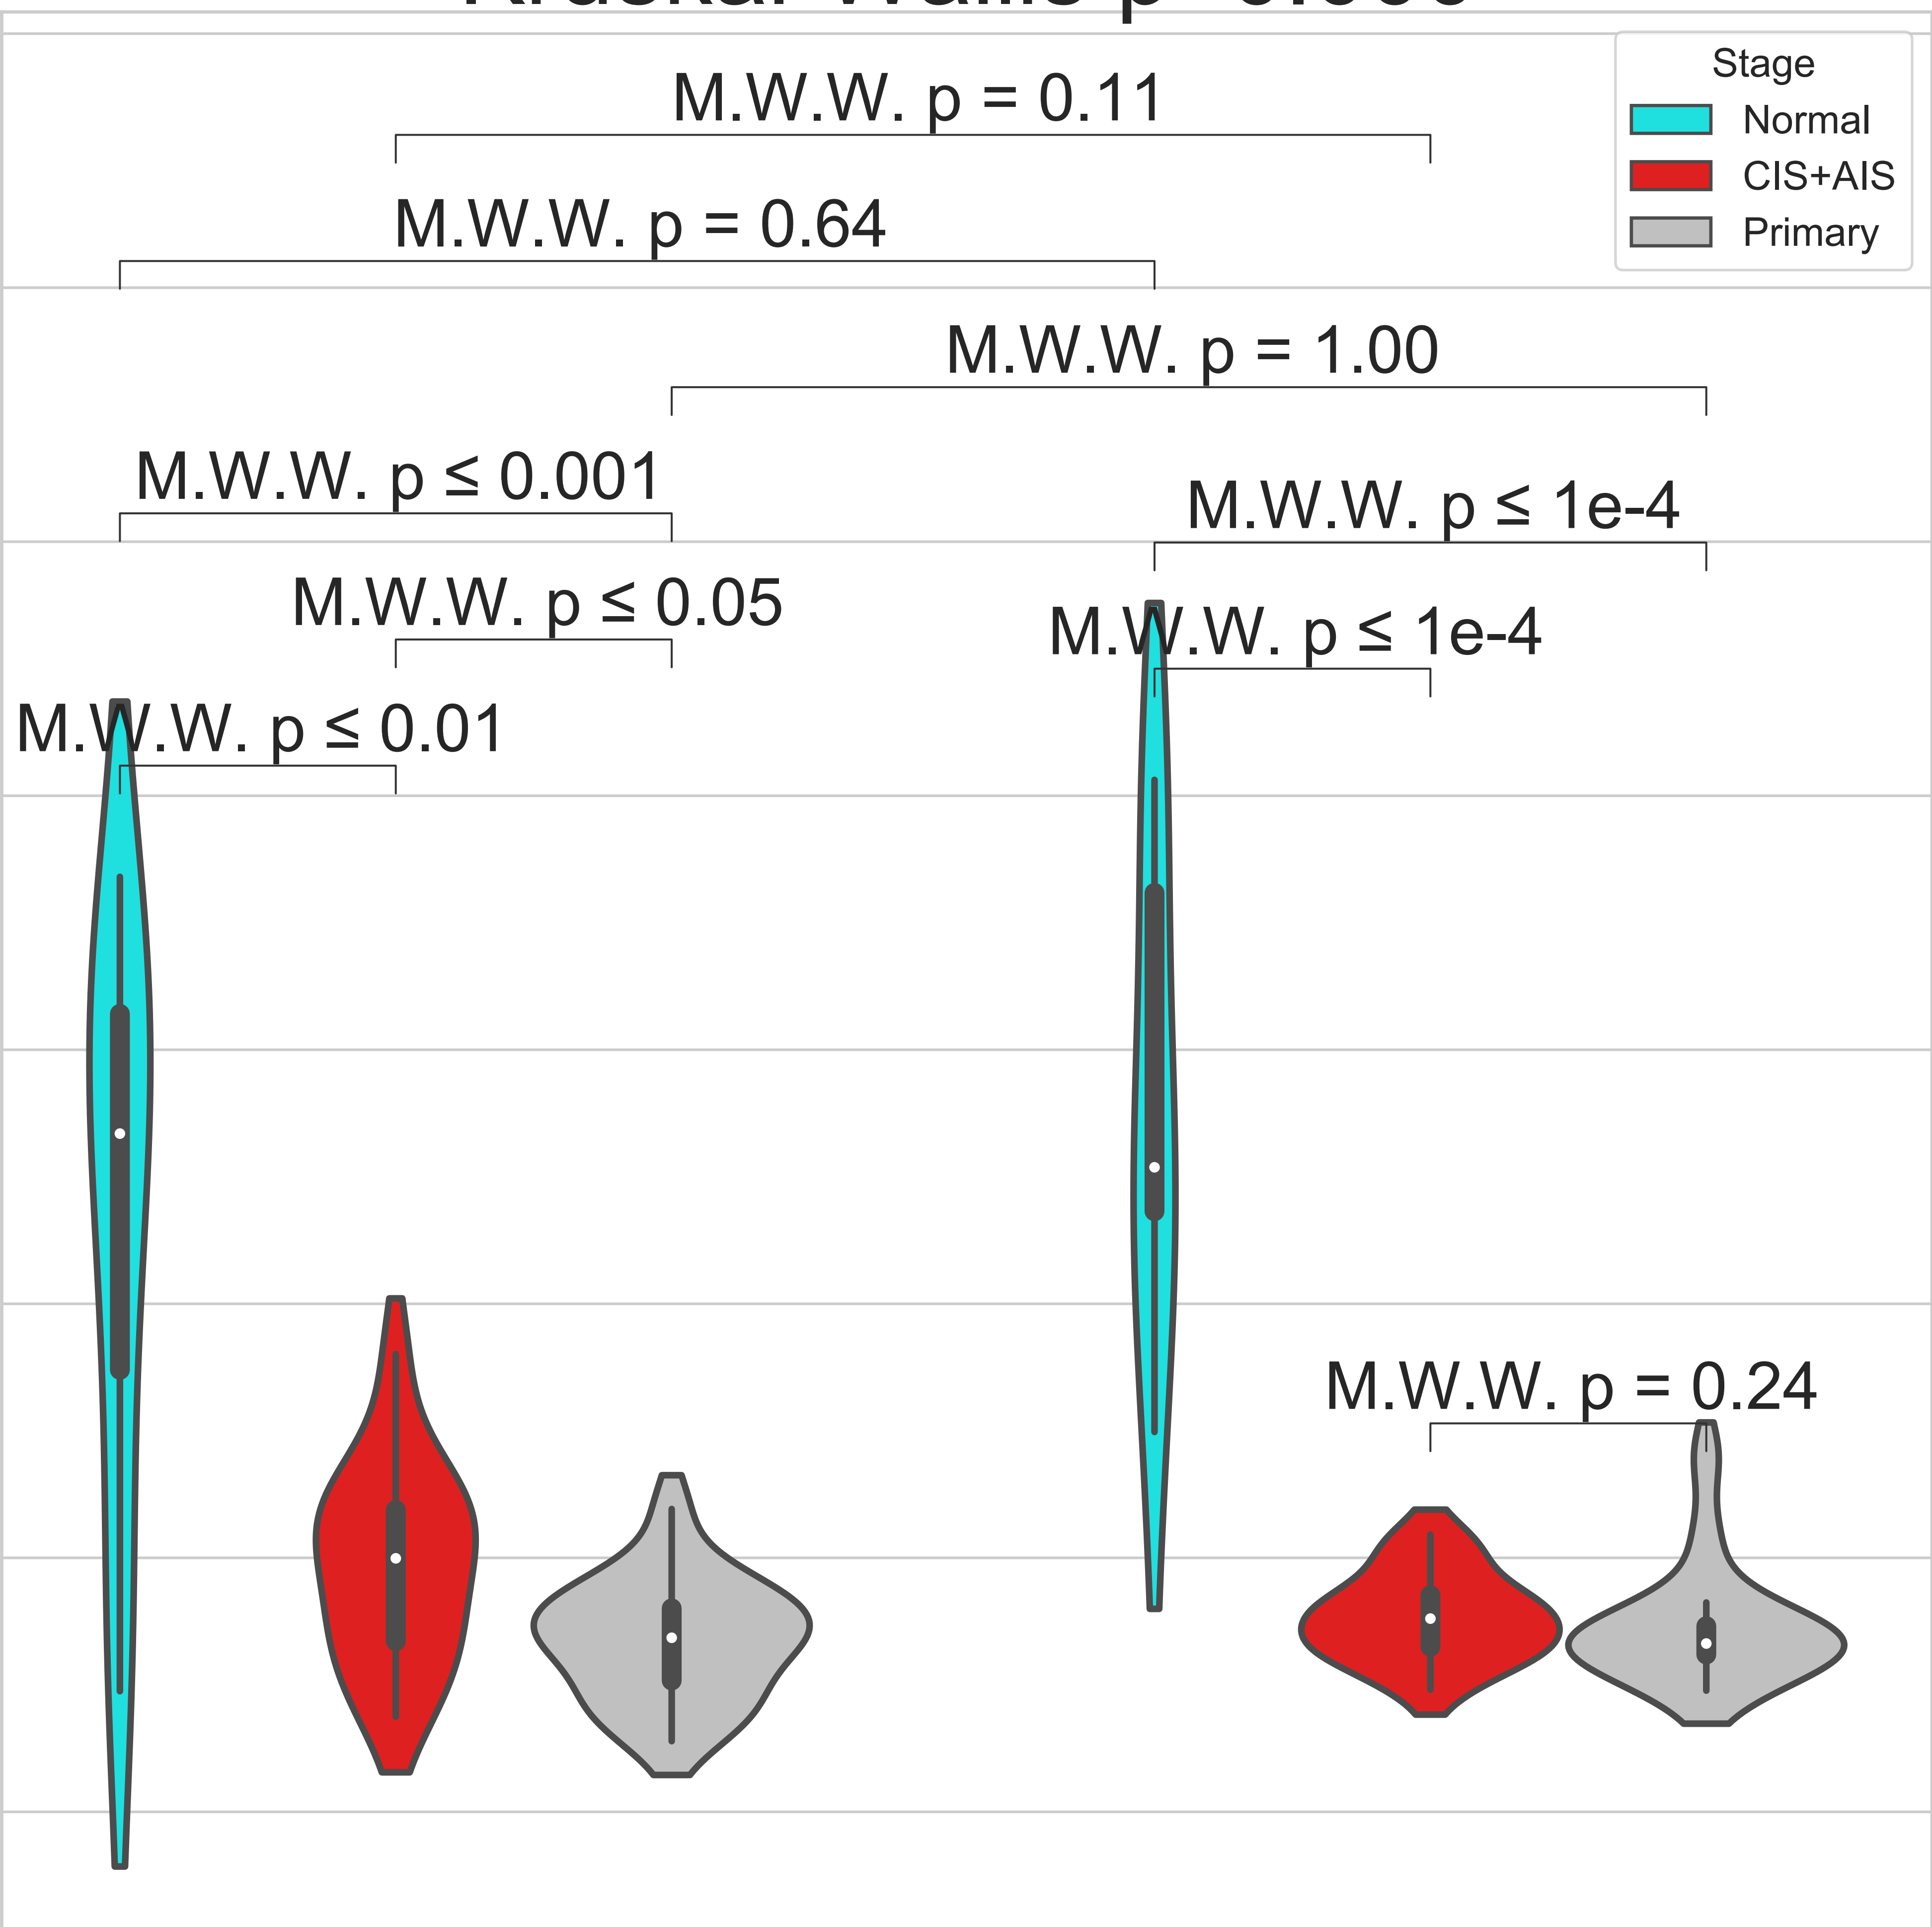 M.W.W. p = 0.11
Stage
Normal
CIS+AIS
Primary
M.W.W. p = 0.64
M.W.W. p = 1.00
M.W.W. p ≤ 0.001
M.W.W. p ≤ 1e-4
M.W.W. p ≤ 0.05
M.W.W. p ≤ 1e-4
M.W.W. p ≤ 0.01
M.W.W. p = 0.24